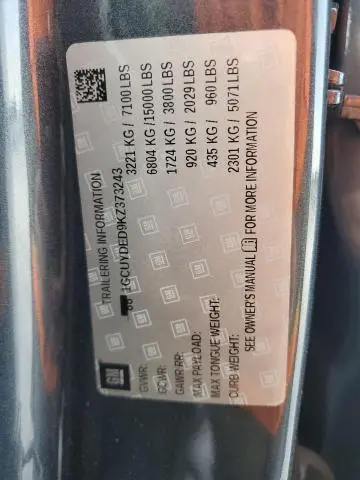 TRAILERING INFORMATION
1GCUYDED9KZ373243
GM
GVWR: 3221 KG / 7100 LBS
GCWR: 6804 KG /15000 LBS
GAWR RR: 1724 KG / 3800 LBS
MAX PAYLOAD: 920 KG / 2029 LBS
MAX TONGUE WEIGHT: 435 KG / 960 LBS
CURB WEIGHT: 2301 KG / 5071 LBS
SEE OWNER'S MANUAL FOR MORE INFORMATION